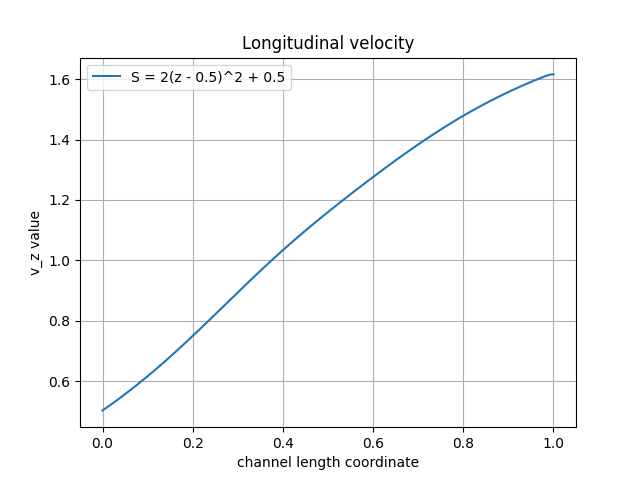 Longitudinal velocity
S = 2(z - 0.5)^2 + 0.5
v_z value
1.6
1.4
1.2
1.0
0.8
0.6
0.0 0.2 0.4 0.6 0.8 1.0
channel length coordinate